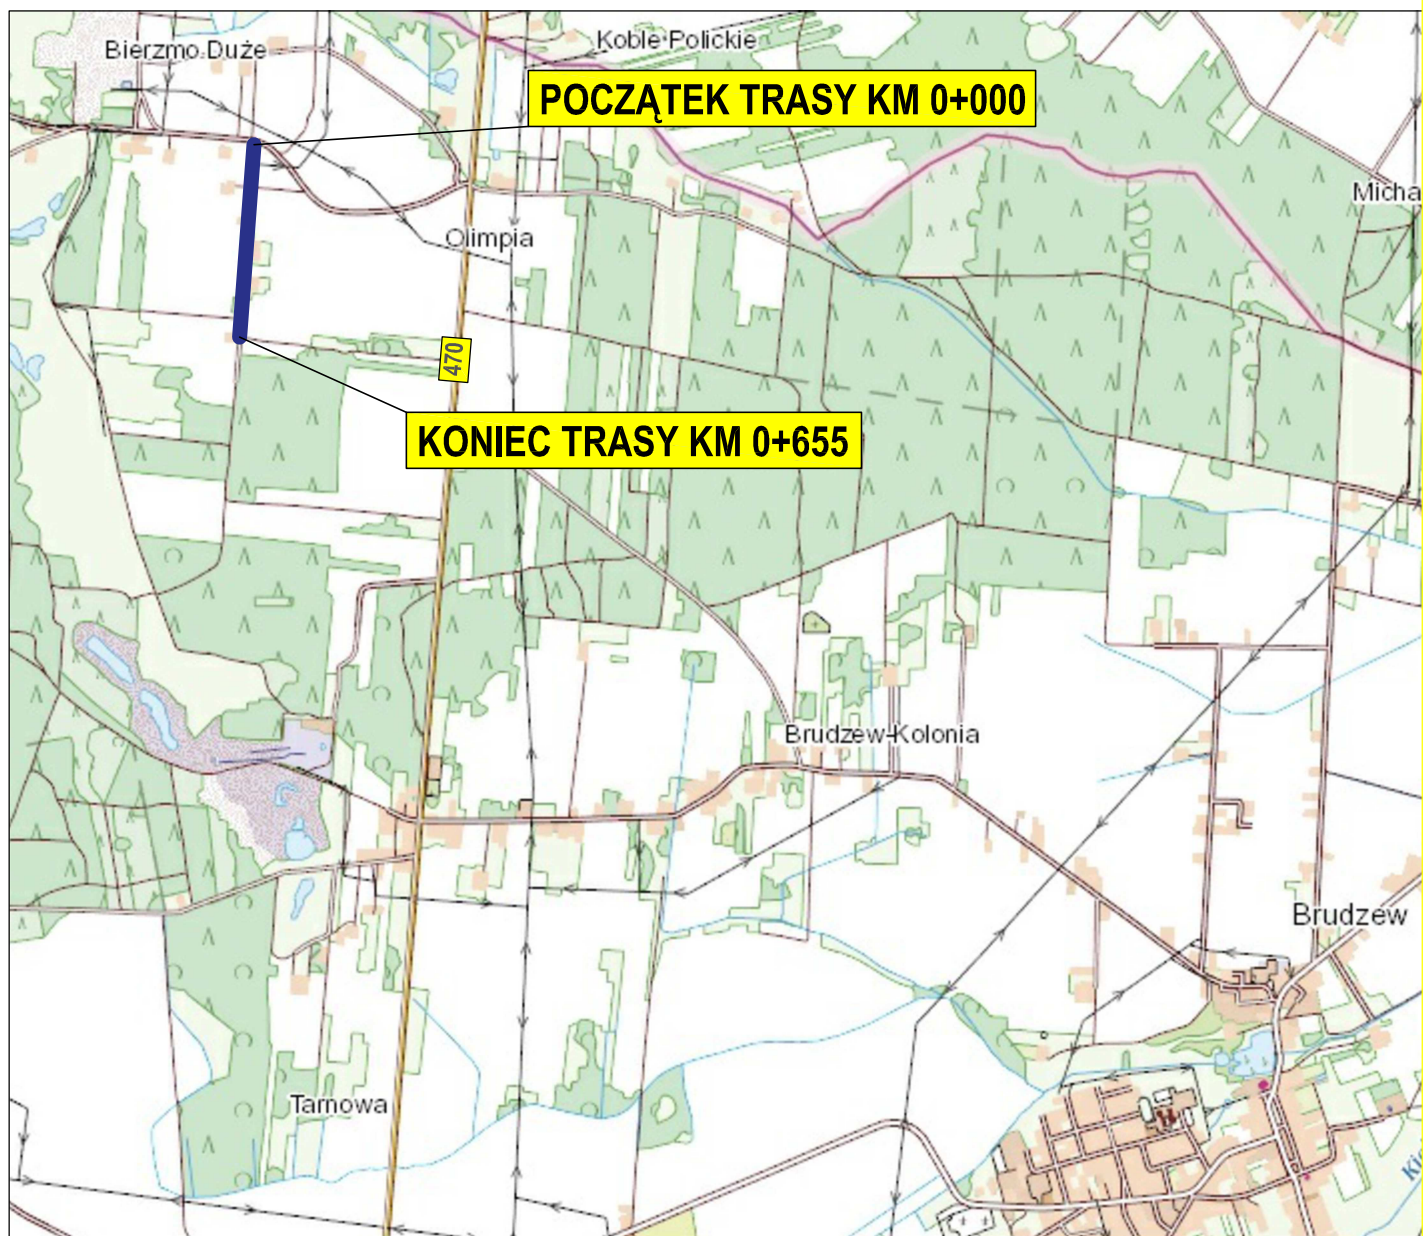 Bierzmo Duże
Koble Polickie
POCZĄTEK TRASY KM 0+000
Micha
Olimpia
470
KONIEC TRASY KM 0+655
Brudzew-Kolonia
Brudzew
Tarnowa